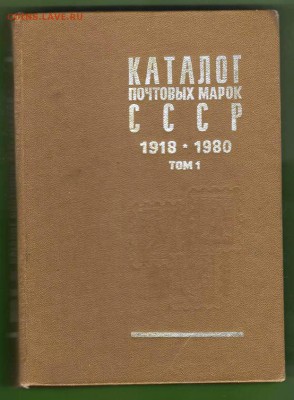 КАТАЛОГ
ПОЧТОВЫХ МАРОК
СССР
1918 * 1980
ТОМ 1